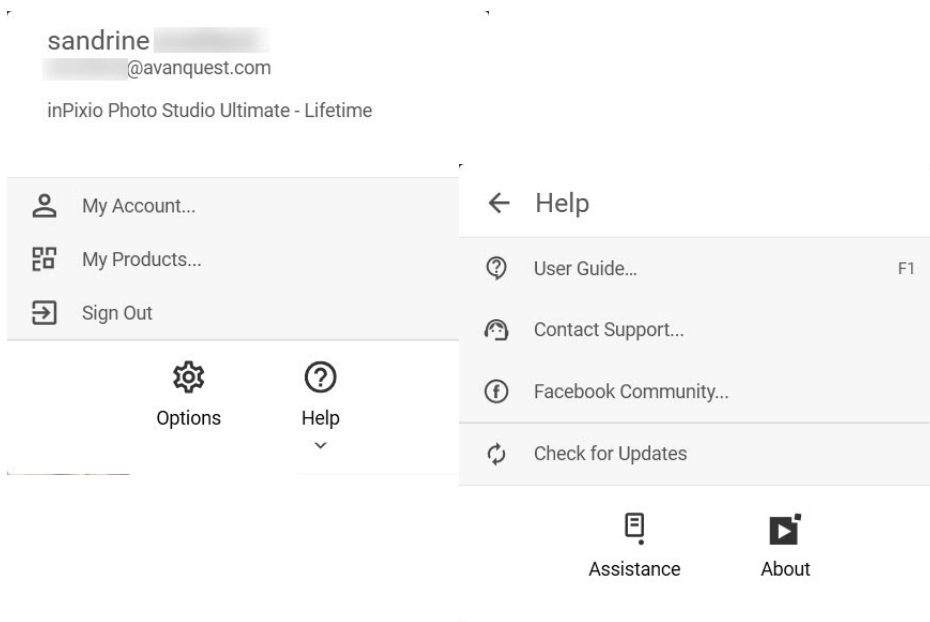 sandrine
@avanquest.com
inPixio Photo Studio Ultimate - Lifetime
My Account...
My Products...
Sign Out
Options
Help
Help
User Guide... F1
Contact Support...
Facebook Community...
Check for Updates
Assistance
About